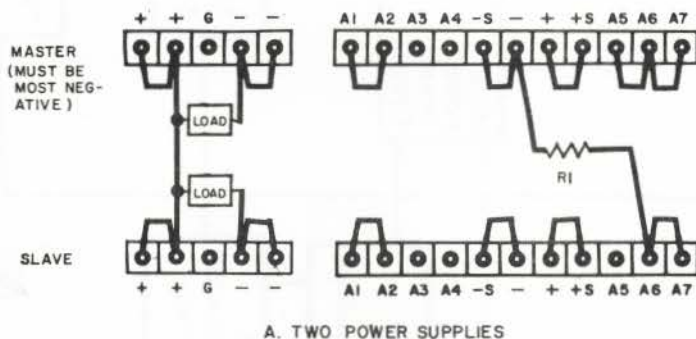 + + G - -
A1 A2 A3 A4 -S - + +S A5 A6 A7
MASTER
(MUST BE
MOST NEG-
ATIVE)
LOAD
LOAD
R1
SLAVE
+ + G - -
A1 A2 A3 A4 -S - + +S A5 A6 A7
A. TWO POWER SUPPLIES